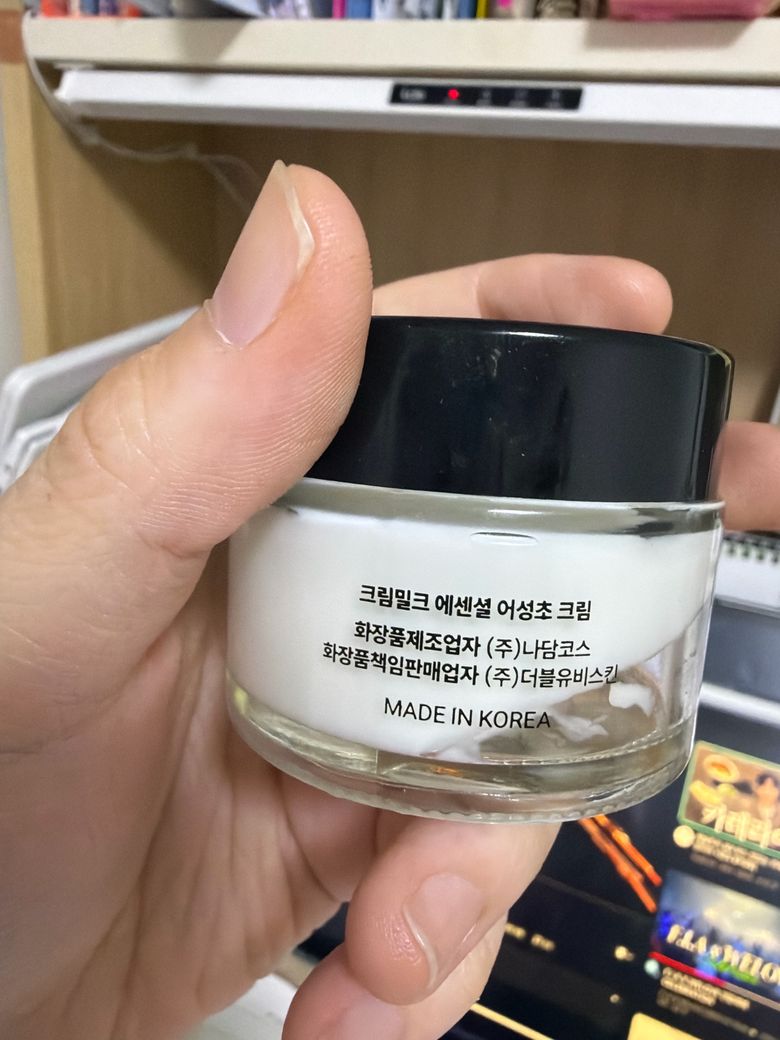 크림밀크 에센셜 어성초 크림
화장품제조업자 (주)나담코스
화장품책임판매업자 (주)더블유비스킨
MADE IN KOREA